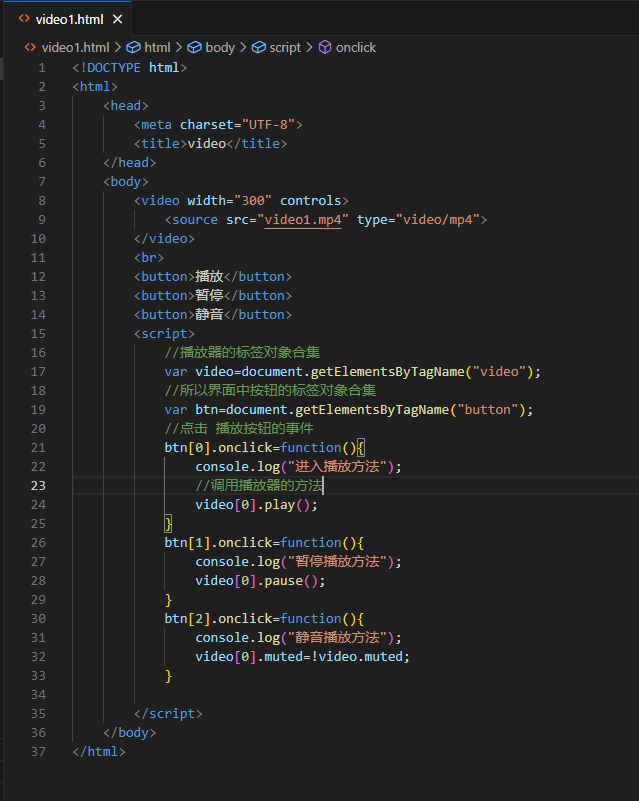 video1.html
video1.html > html > body > script > onclick
1 <!DOCTYPE html>
2 <html>
3 <head>
4 <meta charset="UTF-8">
5 <title>video</title>
6 </head>
7 <body>
8 <video width="300" controls>
9 <source src="video1.mp4" type="video/mp4">
10 </video>
11 <br>
12 <button>播放</button>
13 <button>暂停</button>
14 <button>静音</button>
15 <script>
16 //播放器的标签对象合集
17 var video=document.getElementsByTagName("video");
18 //所以界面中按钮的标签对象合集
19 var btn=document.getElementsByTagName("button");
20 //点击 播放按钮的事件
21 btn[0].onclick=function(){
22 console.log("进入播放方法");
23 //调用播放器的方法
24 video[0].play();
25 }
26 btn[1].onclick=function(){
27 console.log("暂停播放方法");
28 video[0].pause();
29 }
30 btn[2].onclick=function(){
31 console.log("静音播放方法");
32 video[0].muted=!video.muted;
33 }
34
35 </script>
36 </body>
37 </html>